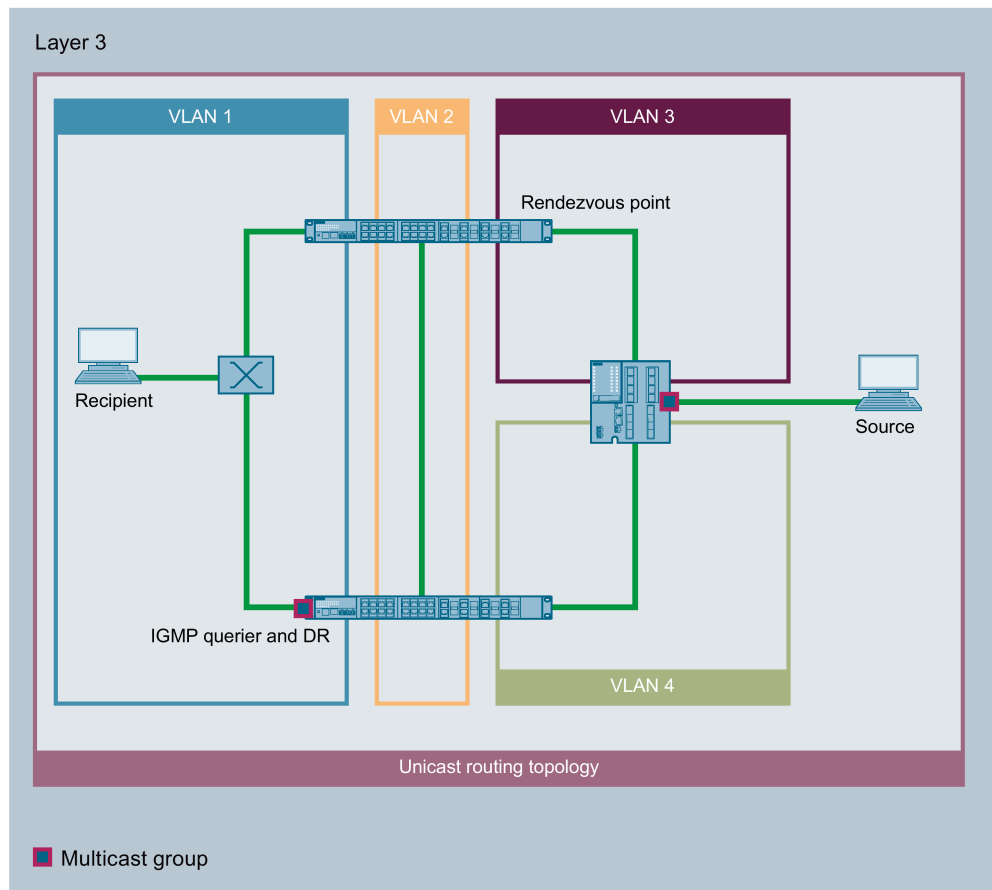 Layer 3
VLAN 1
VLAN 2
VLAN 3
Rendezvous point
Recipient
Source
IGMP querier and DR
VLAN 4
Unicast routing topology
Multicast group